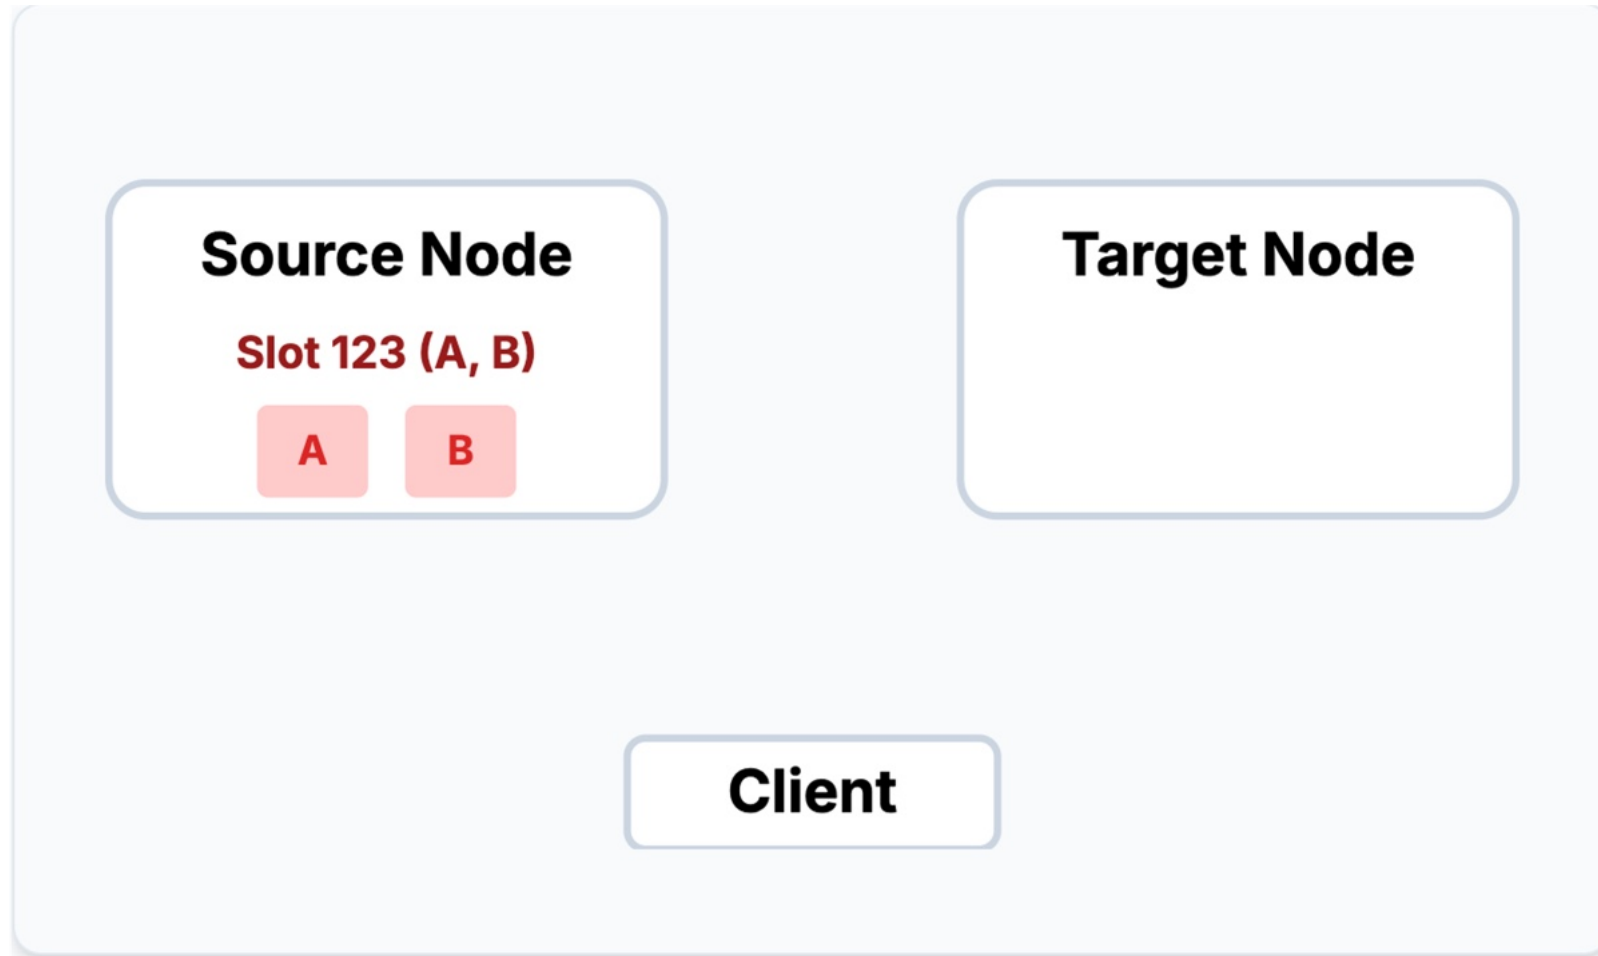 Source Node
Slot 123 (A, B)
A B
Target Node
Client